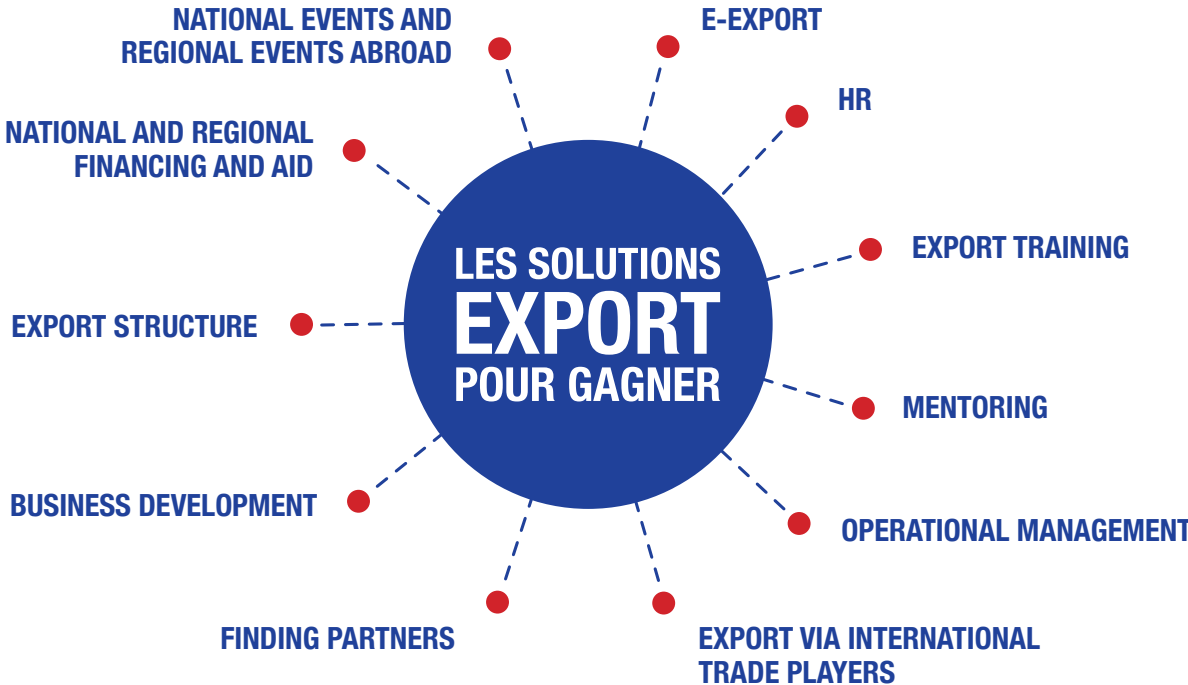 NATIONAL EVENTS AND
REGIONAL EVENTS ABROAD
E-EXPORT
HR
NATIONAL AND REGIONAL
FINANCING AND AID
EXPORT TRAINING
LES SOLUTIONS
EXPORT
POUR GAGNER
EXPORT STRUCTURE
MENTORING
BUSINESS DEVELOPMENT
OPERATIONAL MANAGEMENT
FINDING PARTNERS
EXPORT VIA INTERNATIONAL
TRADE PLAYERS